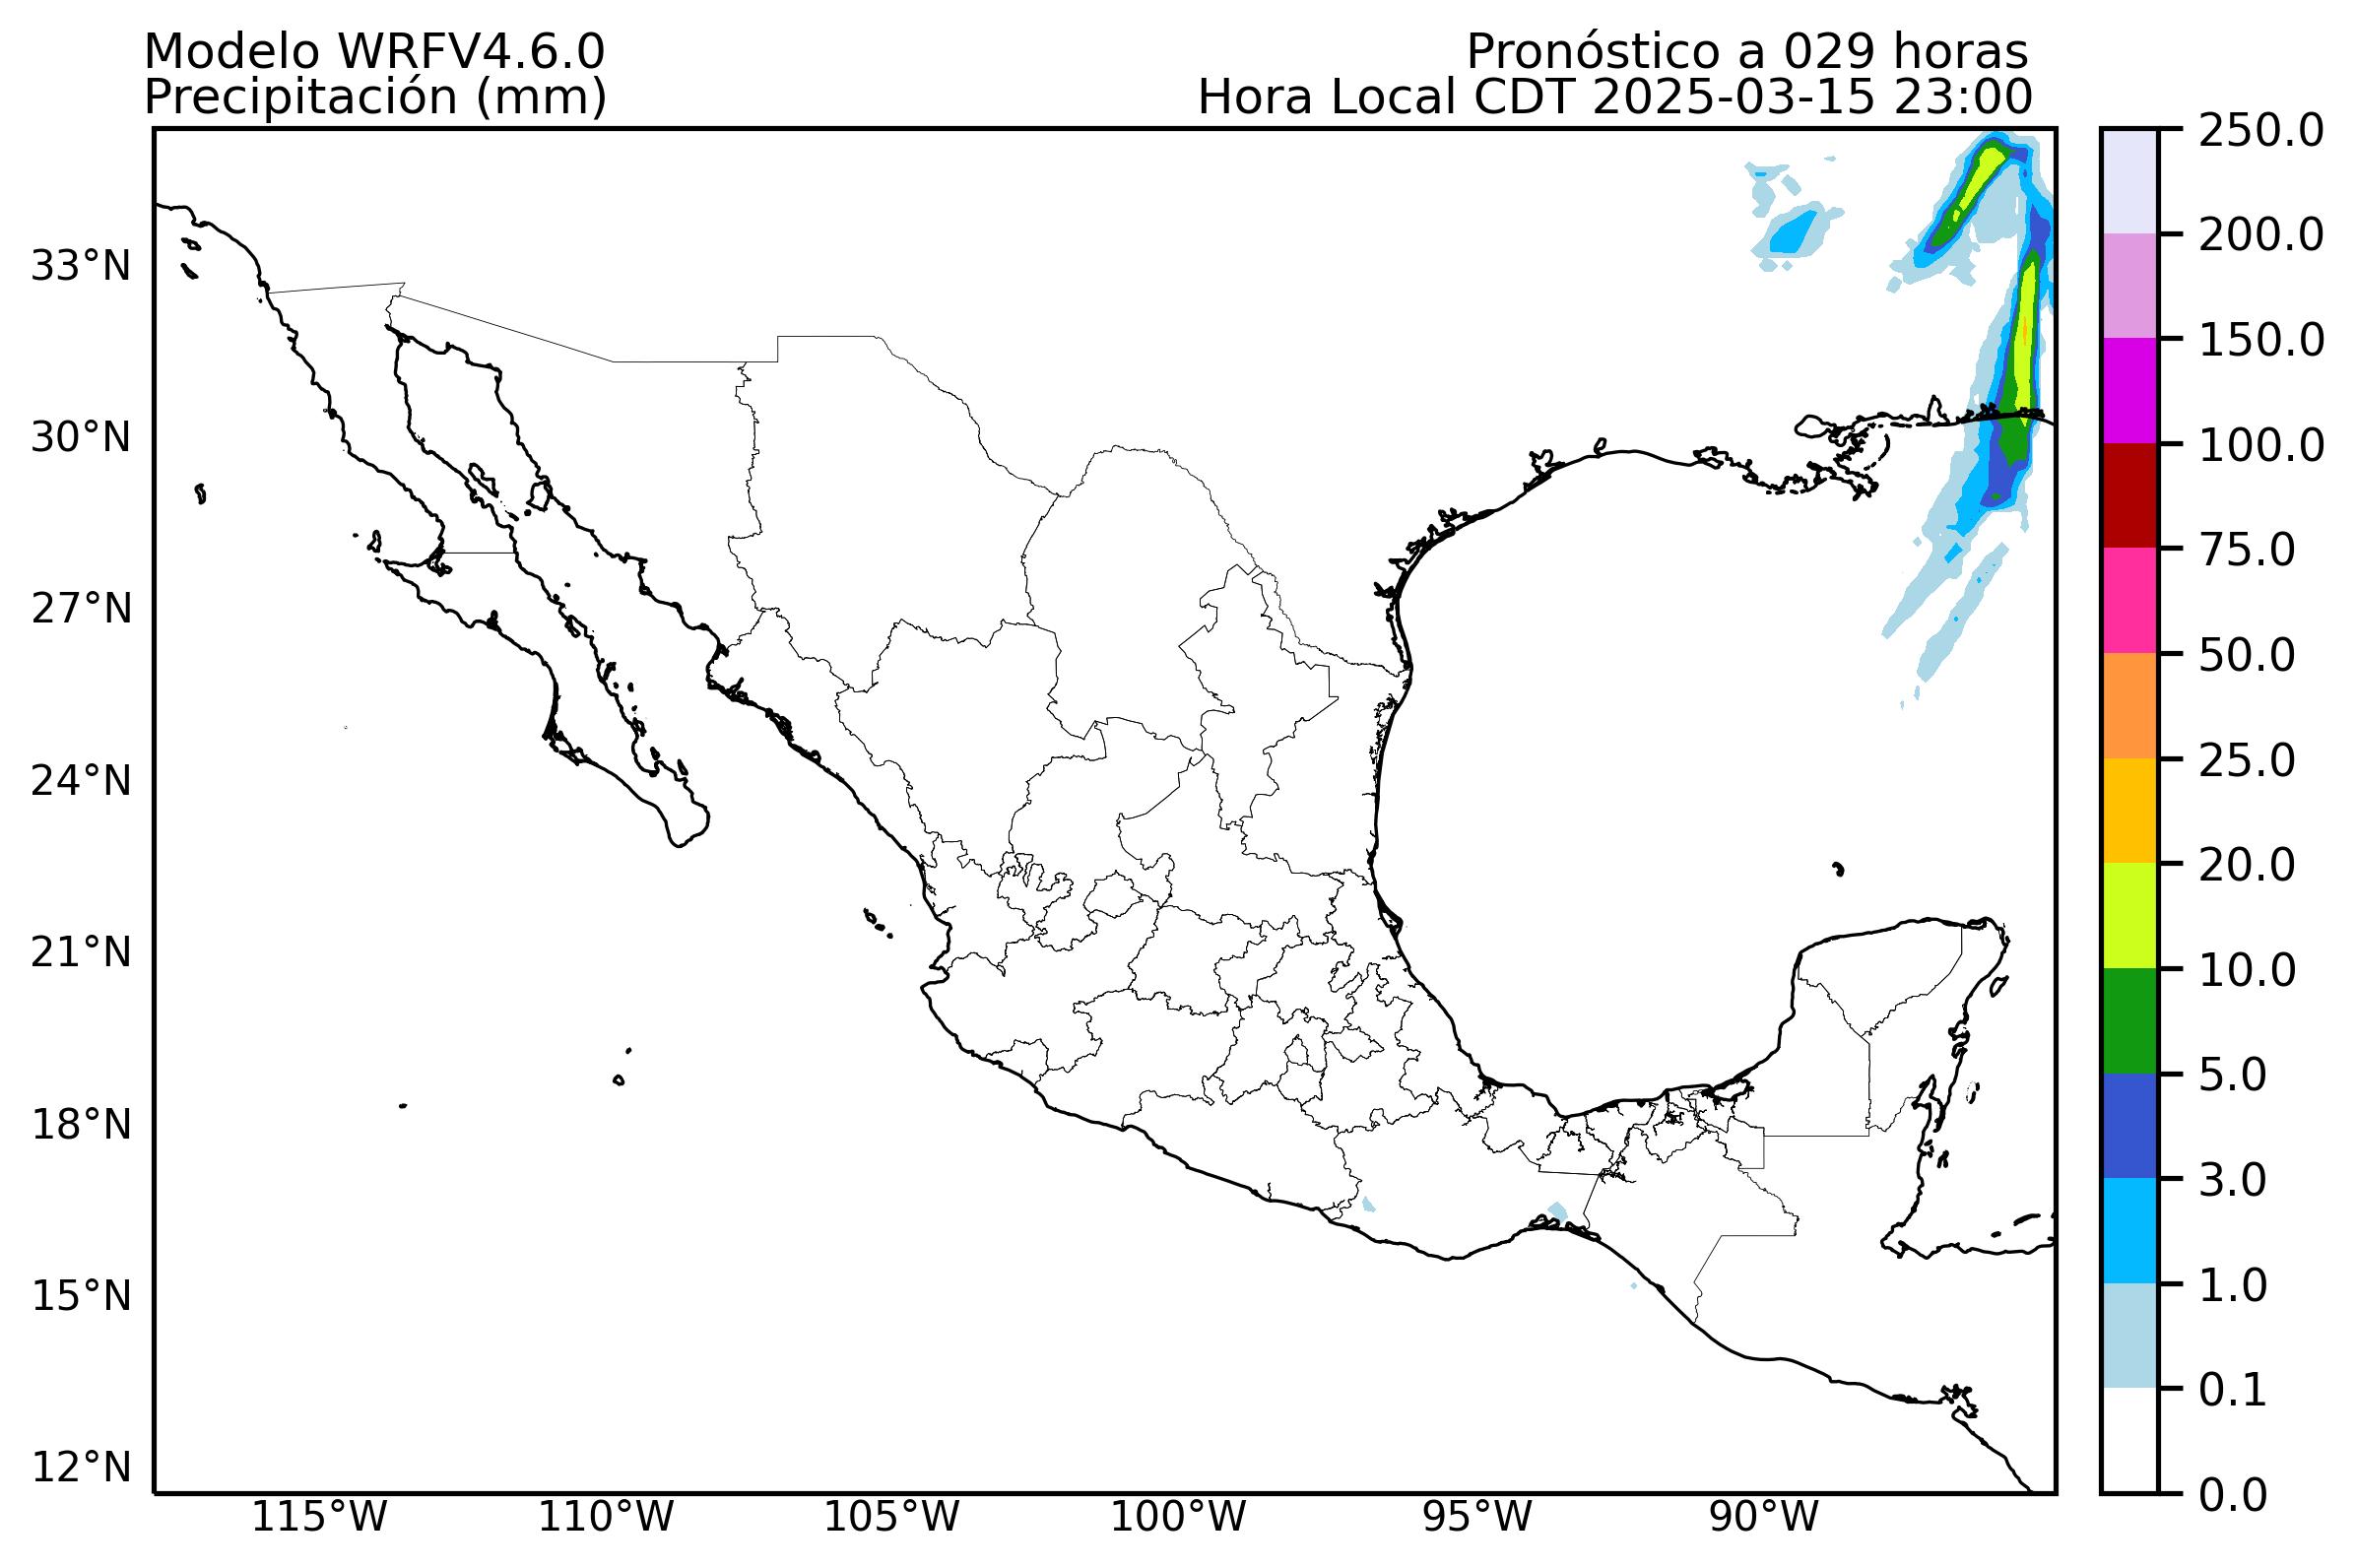 Modelo WRFV4.6.0
Precipitación (mm)
Pronóstico a 029 horas
Hora Local CDT 2025-03-15 23:00
33°N
30°N
27°N
24°N
21°N
18°N
15°N
12°N
115°W
110°W
105°W
100°W
95°W
90°W
250.0
200.0
150.0
100.0
75.0
50.0
25.0
20.0
10.0
5.0
3.0
1.0
0.1
0.0